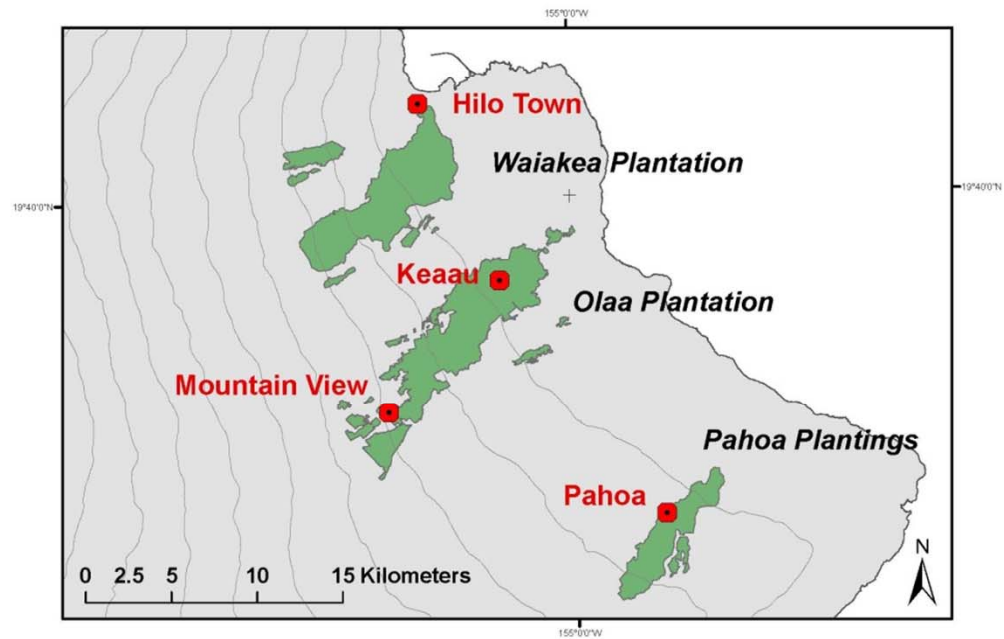 155°0'0"W
Hilo Town
Waiakea Plantation
19°40'0"N
19°40'0"N
Keaau
Olaa Plantation
Mountain View
Pahoa Plantings
Pahoa
N
0 2.5 5 10 15 Kilometers
155°0'0"W